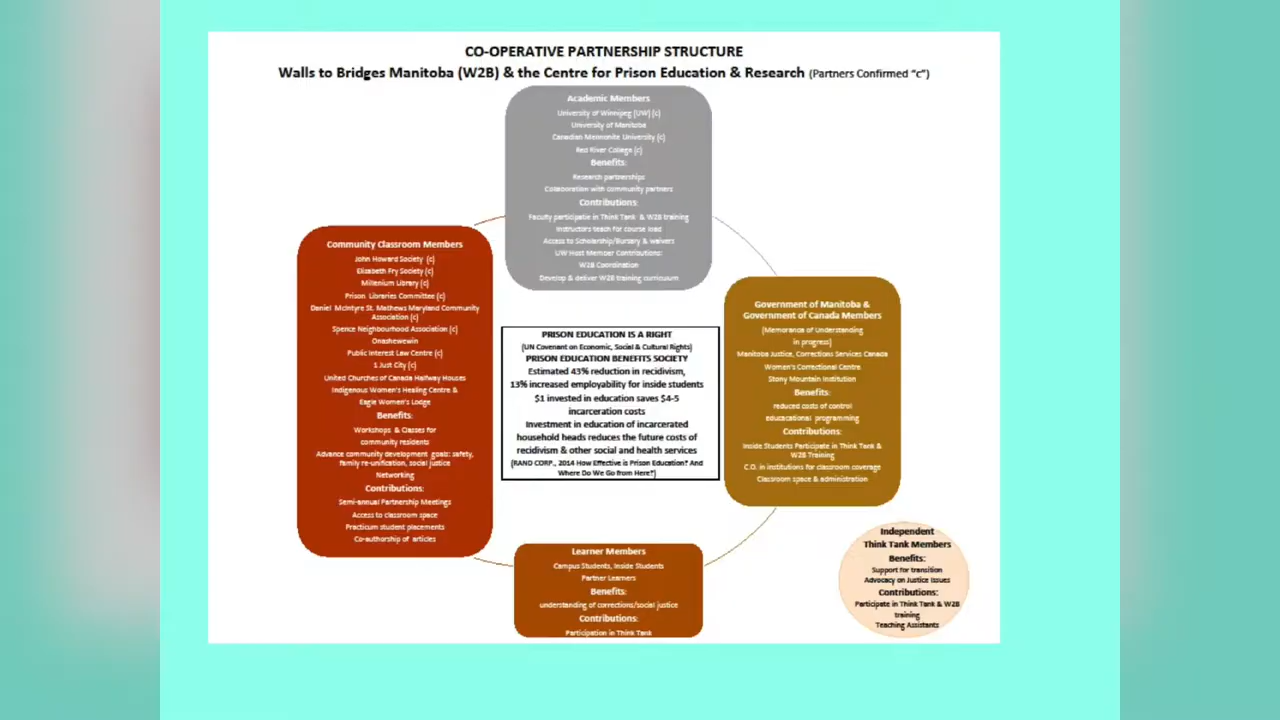 CO-OPERATIVE PARTNERSHIP STRUCTURE
Walls to Bridges Manitoba (W2B) & the Centre for Prison Education & Research (Partners Confirmed "c")
Academic Members
University of Winnipeg (UW) (c)
University of Manitoba
Canadian Mennonite University (c)
Red River College (c)
Benefits:
Research partnerships
Collaboration with community partners
Contributions:
Faculty participate in Think Tank & W2B training
Instructors teach for course load
Access to Scholarship/Bursary & waivers
UW Host Member Contributions:
W2B Coordination
Develop & deliver W2B training curriculum
Community Classroom Members
John Howard Society (c)
Elizabeth Fry Society (c)
Millenium Library (c)
Prison Libraries Committee (c)
Daniel McIntyre St. Mathews Maryland Community
Association (c)
Spence Neighbourhood Association (c)
Onashewewin
Public Interest Law Centre (c)
1 Just City (c)
United Churches of Canada Halfway Houses
Indigenous Women's Healing Centre &
Eagle Women's Lodge
Benefits:
Workshops & Classes for
community residents
Advance community development goals: safety,
family re-unification, social justice
Networking
Contributions:
Semi-annual Partnership Meetings
Access to classroom space
Practicum student placements
Co-authorship of articles
PRISON EDUCATION IS A RIGHT
(UN Covenant on Economic, Social & Cultural Rights)
PRISON EDUCATION BENEFITS SOCIETY
Estimated 43% reduction in recidivism,
13% increased employability for inside students
$1 invested in education saves $4-5
incarceration costs
Investment in education of incarcerated
household heads reduces the future costs of
recidivism & other social and health services
(RAND CORP., 2014 How Effective is Prison Education? And
Where Do We Go from Here?)
Government of Manitoba &
Government of Canada Members
(Memoranca of Understanding
in progress)
Manitoba Justice, Corrections Services Canada
Women's Correctional Centre
Stony Mountain Institution
Benefits:
reduced costs of control
educational programming
Contributions:
Inside Students Participate in Think Tank &
W2B Training
C.O. in institutions for classroom coverage
Classroom space & administration
Learner Members
Campus Students, Inside Students
Partner Learners
Benefits:
understanding of corrections/social justice
Contributions:
Participation in Think Tank
Independent
Think Tank Members
Benefits:
Support for transition
Advocacy on Justice Issues
Contributions:
Participate in Think Tank & W2B
training
Teaching Assistants